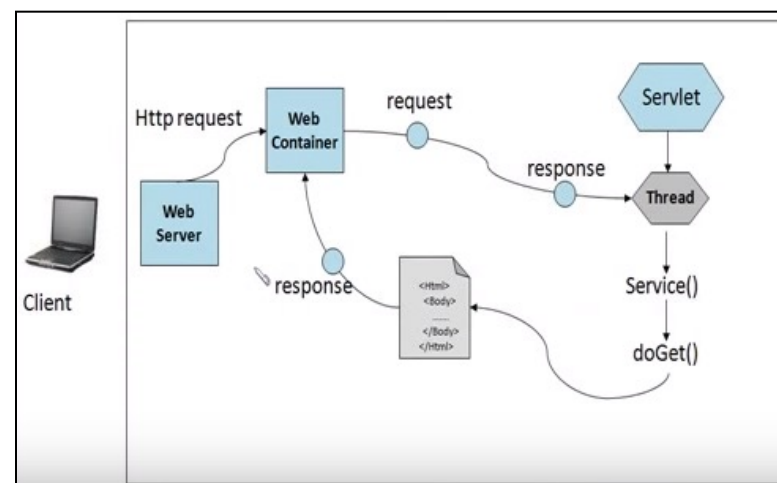 Http request
Web
Container
request
Servlet
response
Thread
Web
Server
Client
response
<Html>
<Body>
......
</Body>
</Html>
Service()
doGet()